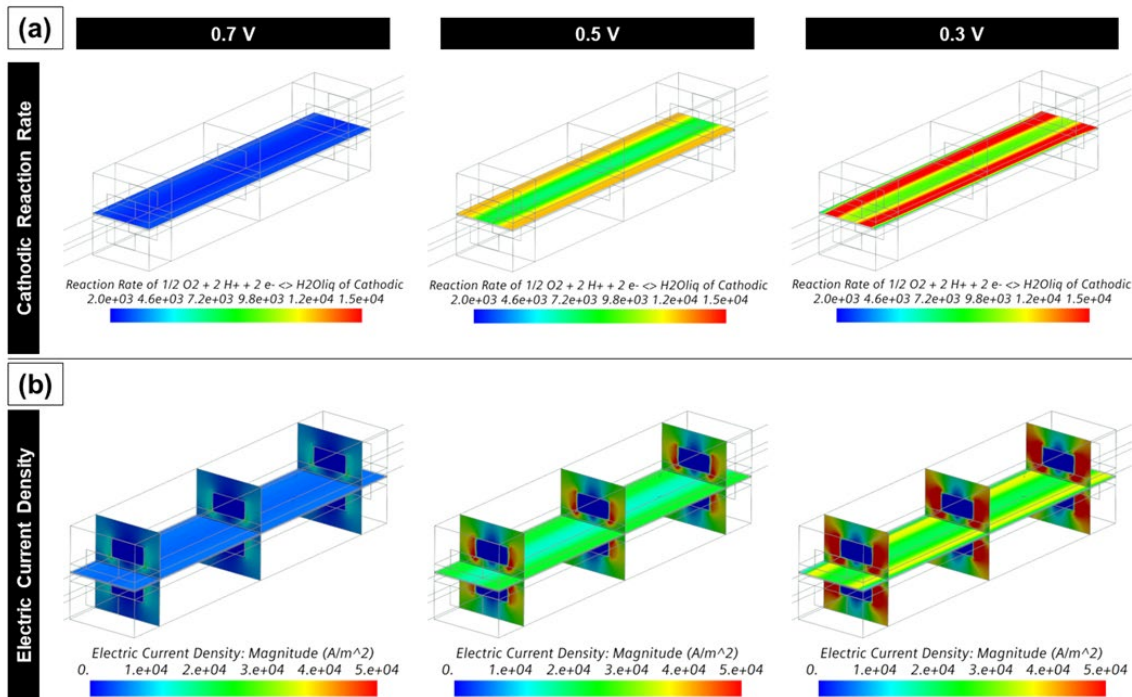 (a)
0.7 V
0.5 V
0.3 V
Cathodic Reaction Rate
Reaction Rate of 1/2 O2 + 2 H+ + 2 e- <> H2Oliq of Cathodic
2.0e+03 4.6e+03 7.2e+03 9.8e+03 1.2e+04 1.5e+04
Reaction Rate of 1/2 O2 + 2 H+ + 2 e- <> H2Oliq of Cathodic
2.0e+03 4.6e+03 7.2e+03 9.8e+03 1.2e+04 1.5e+04
Reaction Rate of 1/2 O2 + 2 H+ + 2 e- <> H2Oliq of Cathodic
2.0e+03 4.6e+03 7.2e+03 9.8e+03 1.2e+04 1.5e+04
(b)
Electric Current Density
Electric Current Density: Magnitude (A/m^2)
0. 1.e+04 2.e+04 3.e+04 4.e+04 5.e+04
Electric Current Density: Magnitude (A/m^2)
0. 1.e+04 2.e+04 3.e+04 4.e+04 5.e+04
Electric Current Density: Magnitude (A/m^2)
0. 1.e+04 2.e+04 3.e+04 4.e+04 5.e+04